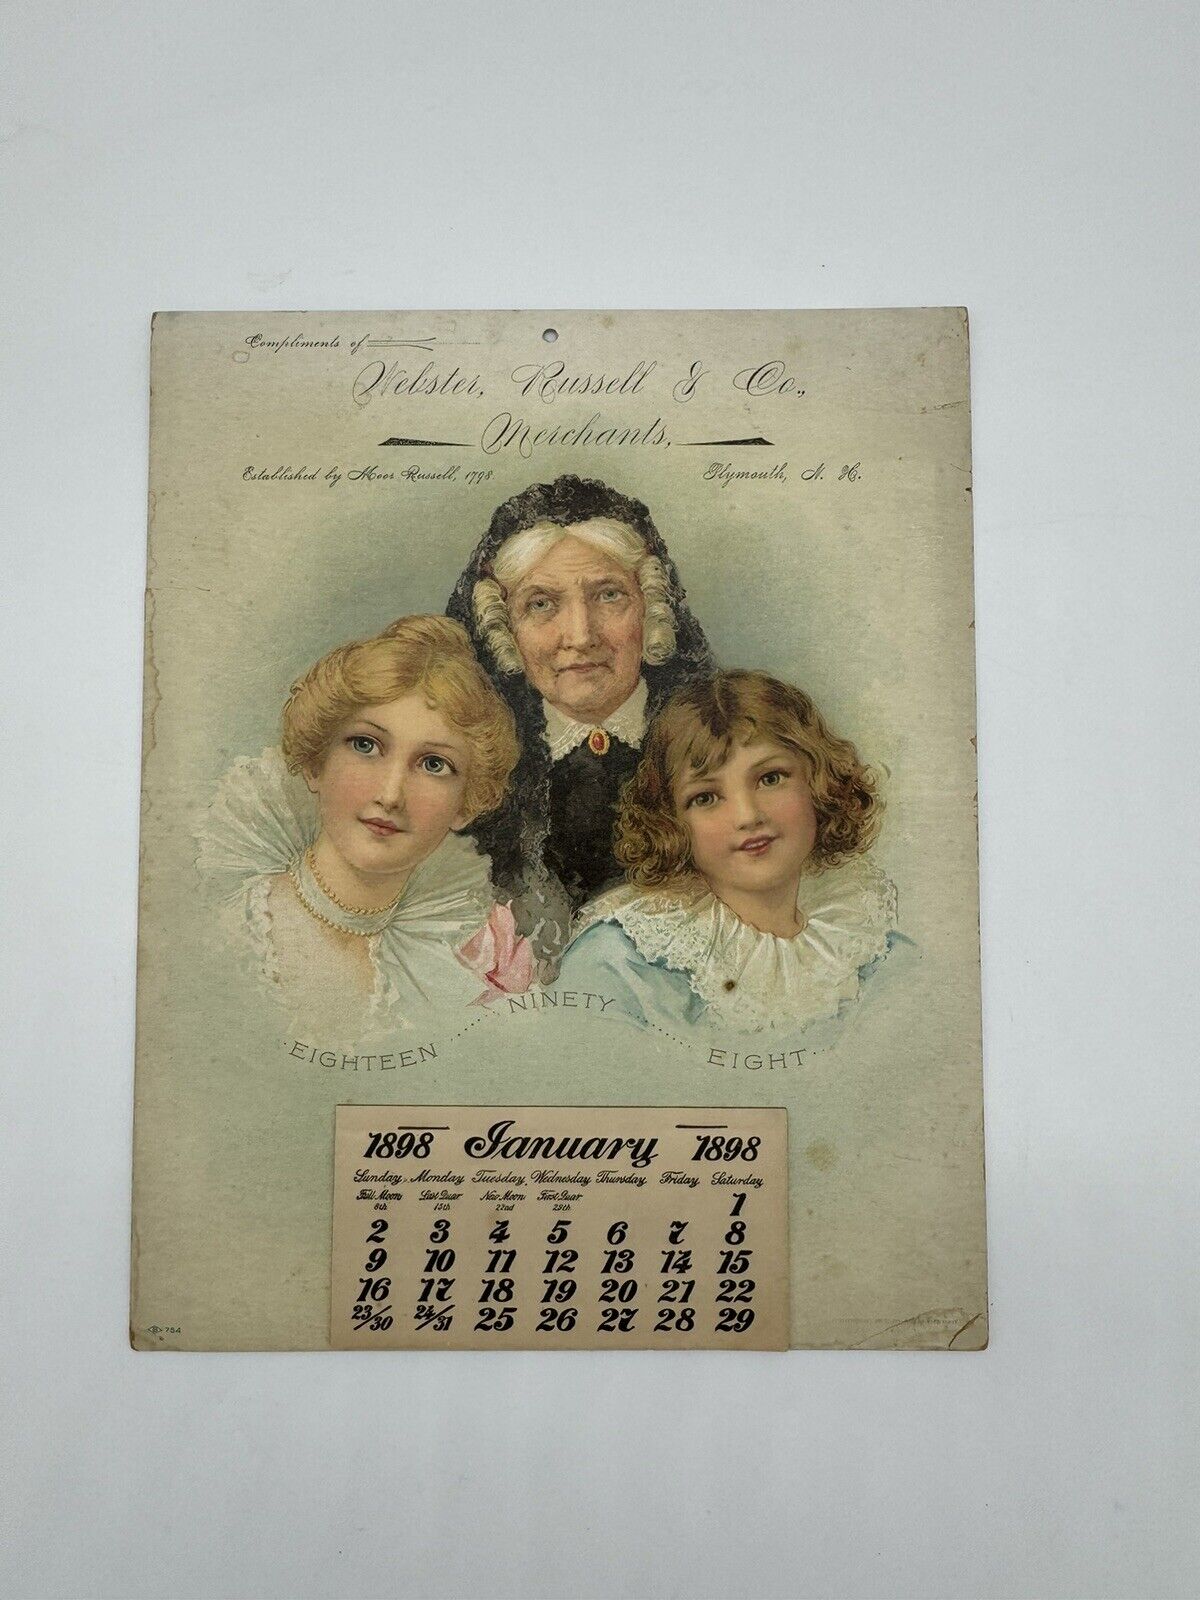 Compliments of
Webster, Russell & Co.,
Merchants,
Established by Moor Russell, 1798. Plymouth, N. H.
EIGHTEEN NINETY EIGHT
1898 January 1898
Sunday Monday Tuesday Wednesday Thursday Friday Saturday
Full Moon 8th Last Quar 15th New Moon 22nd First Quar 29th 1
2 3 4 5 6 7 8
9 10 11 12 13 14 15
16 17 18 19 20 21 22
23/30 24/31 25 26 27 28 29
754